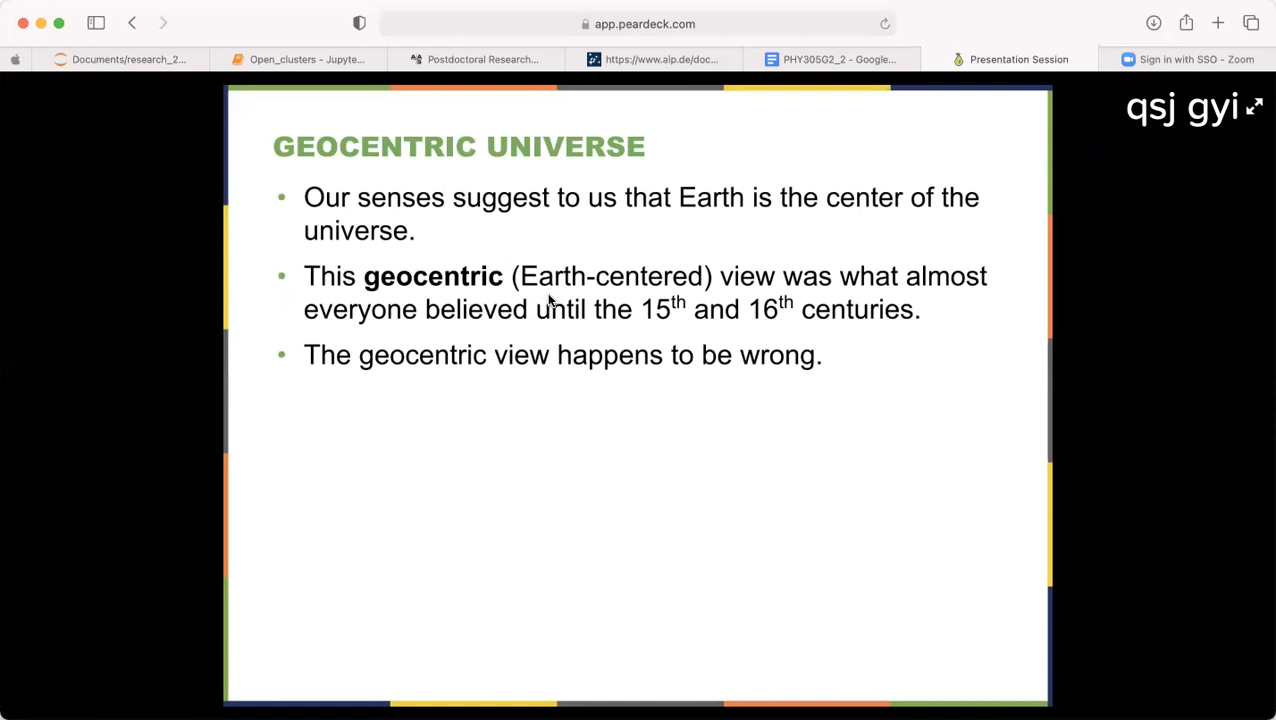 app.peardeck.com
Documents/research_2...
Open_clusters - Jupyte...
Postdoctoral Research...
https://www.aip.de/doc...
PHY305G2_2 - Google...
Presentation Session
Sign in with SSO - Zoom
qsj gyi
GEOCENTRIC UNIVERSE
• Our senses suggest to us that Earth is the center of the
universe.
• This geocentric (Earth-centered) view was what almost
everyone believed until the 15th and 16th centuries.
• The geocentric view happens to be wrong.